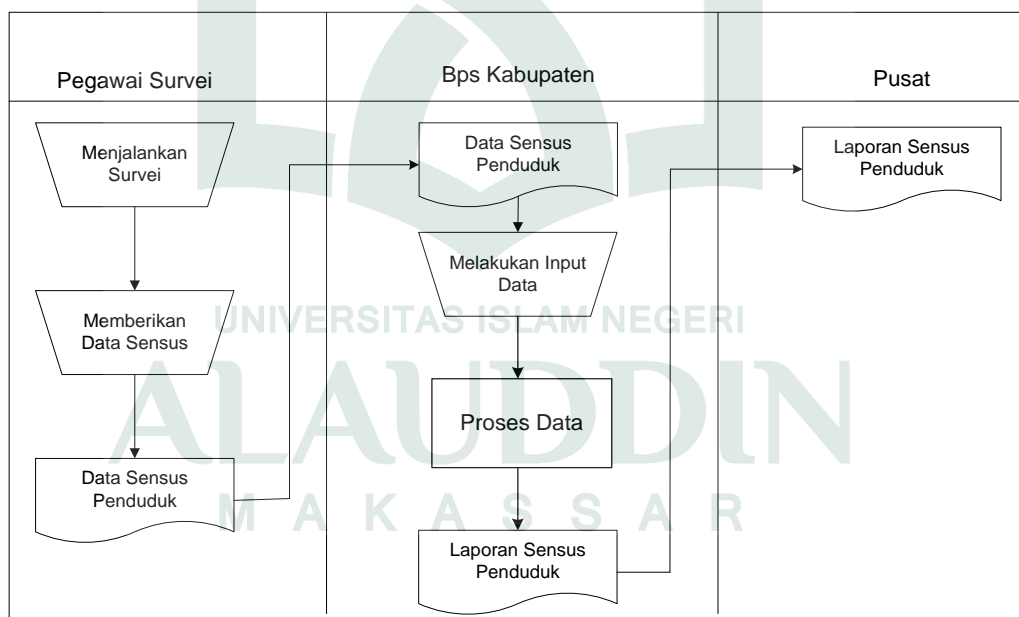 Pegawai Survei
Bps Kabupaten
Pusat
Menjalankan
Survei
Memberikan
Data Sensus
Data Sensus
Penduduk
Data Sensus
Penduduk
Melakukan Input
Data
Proses Data
Laporan Sensus
Penduduk
Laporan Sensus
Penduduk
UNIVERSITAS ISLAM NEGERI
ALAUDDIN
MAKASSAR